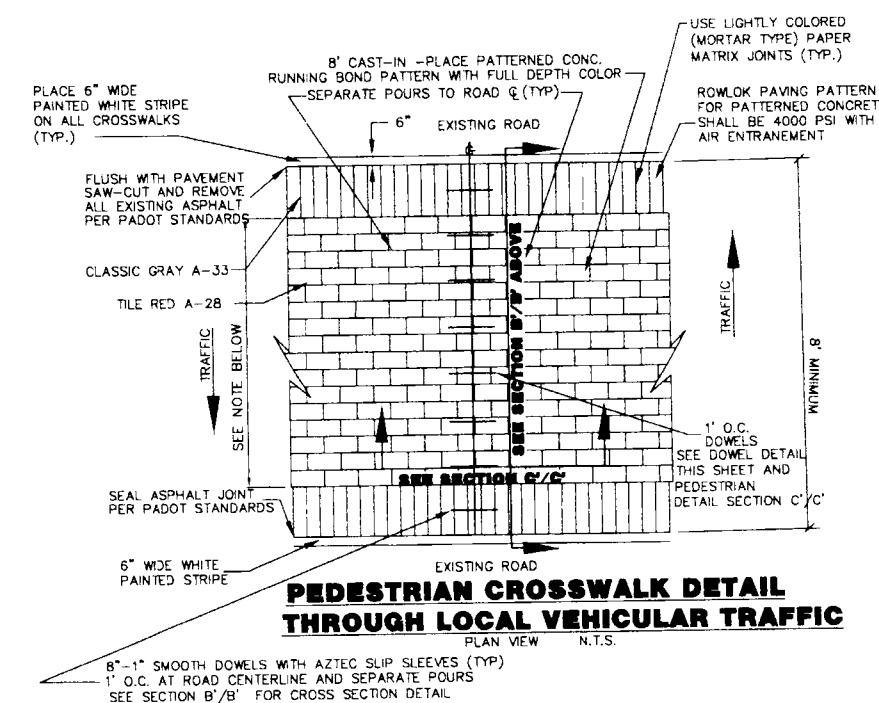 USE LIGHTLY COLORED
(MORTAR TYPE) PAPER
MATRIX JOINTS (TYP.)
8' CAST-IN -PLACE PATTERNED CONC.
RUNNING BOND PATTERN WITH FULL DEPTH COLOR
SEPARATE POURS TO ROAD ℄ (TYP)
PLACE 6" WIDE
PAINTED WHITE STRIPE
ON ALL CROSSWALKS
(TYP.)
ROWLOK PAVING PATTERN
FOR PATTERNED CONCRET
SHALL BE 4000 PSI WITH
AIR ENTRANEMENT
6"
EXISTING ROAD
℄
FLUSH WITH PAVEMENT
SAW-CUT AND REMOVE
ALL EXISTING ASPHALT
PER PADOT STANDARDS
CLASSIC GRAY A-33
TILE RED A-28
TRAFFIC
SEE NOTE BELOW
SEE SECTION B'/B' ABOVE
TRAFFIC
8' MINIMUM
1' O.C.
DOWELS
SEE DOWEL DETAIL
THIS SHEET AND
PEDESTRIAN
DETAIL SECTION C'/C'
SEE SECTION C'/C'
SEAL ASPHALT JOINT
PER PADOT STANDARDS
6" WIDE WHITE
PAINTED STRIPE
EXISTING ROAD
PEDESTRIAN CROSSWALK DETAIL
THROUGH LOCAL VEHICULAR TRAFFIC
PLAN VIEW N.T.S.
8"-1" SMOOTH DOWELS WITH AZTEC SLIP SLEEVES (TYP)
1' O.C. AT ROAD CENTERLINE AND SEPARATE POURS
SEE SECTION B'/B' FOR CROSS SECTION DETAIL